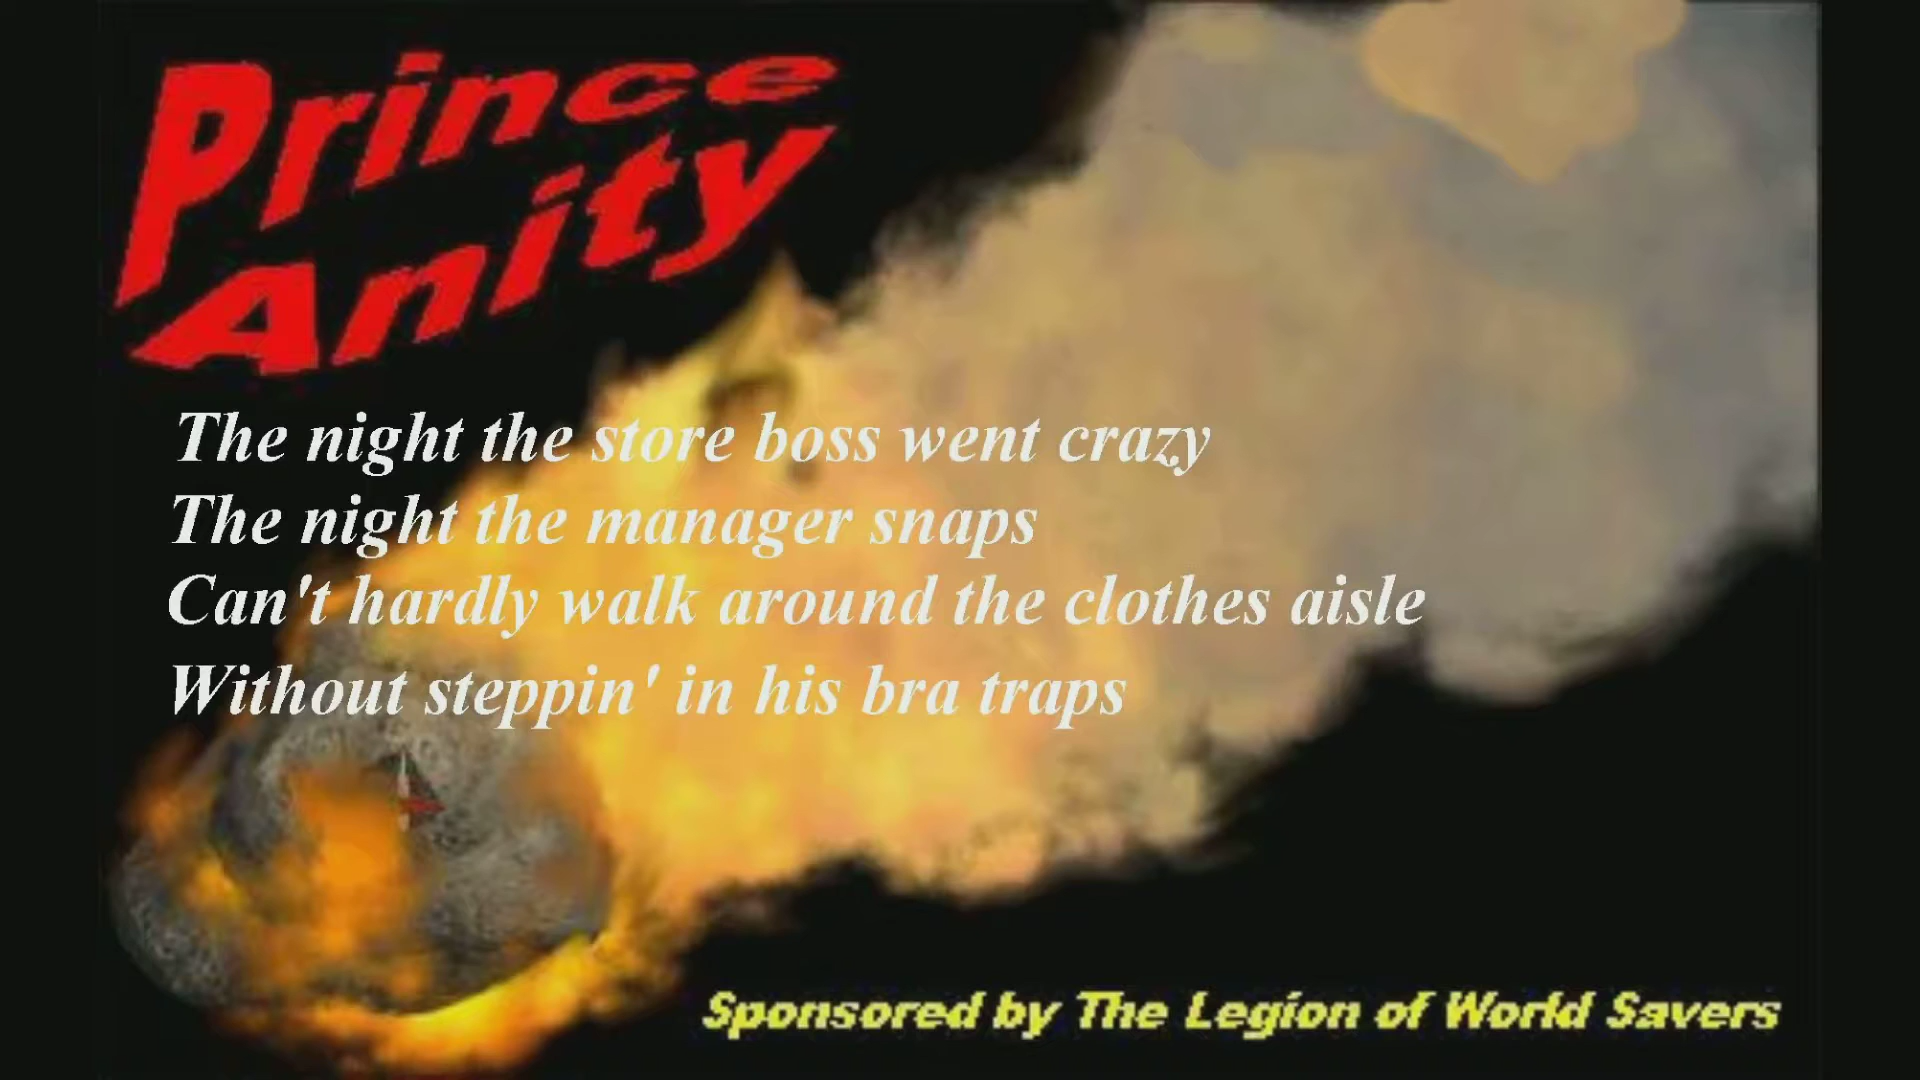 Prince
Anity
The night the store boss went crazy
The night the manager snaps
Can't hardly walk around the clothes aisle
Without steppin' in his bra traps
Sponsored by The Legion of World Savers